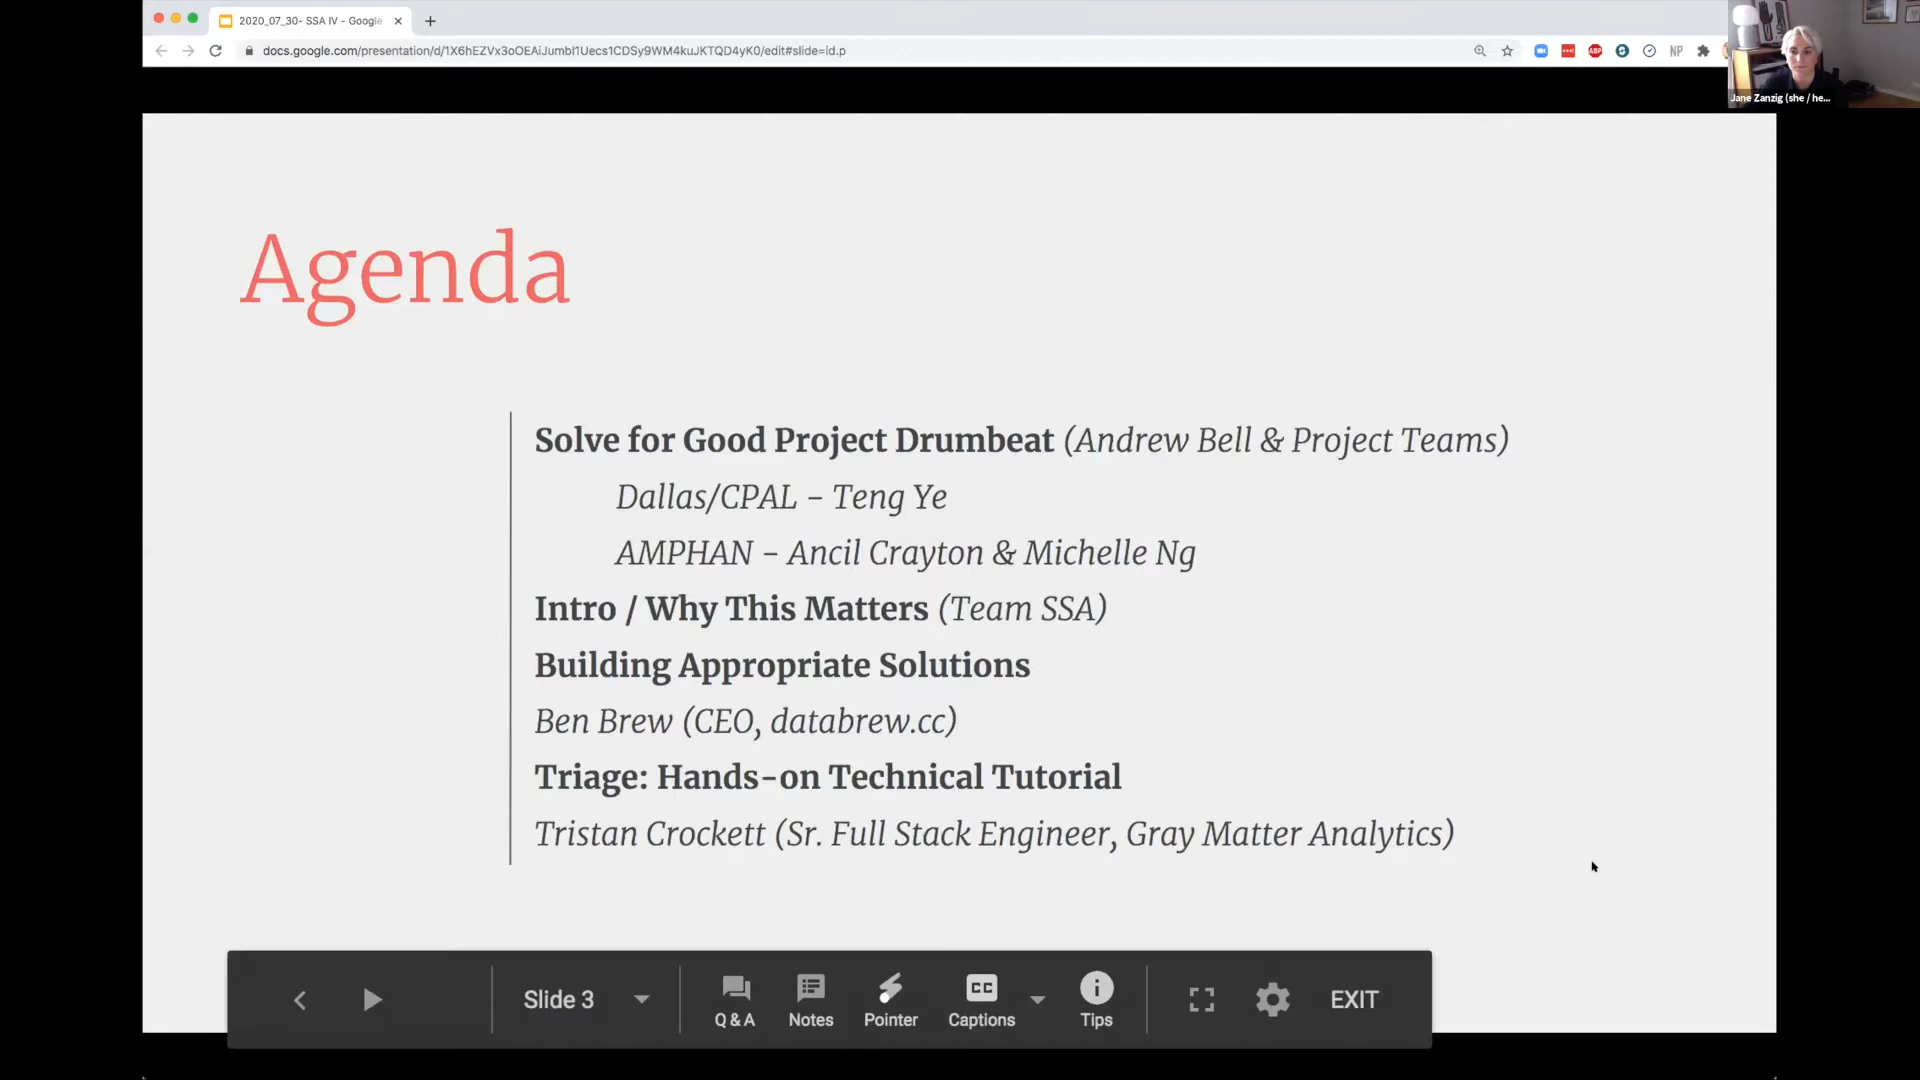 2020_07_30- SSA IV - Google
docs.google.com/presentation/d/1X6hEZVx3oOEAiJumbl1Uecs1CDSy9WM4kuJKTQD4yK0/edit#slide=id.p
ABP
NP
Jane Zanzig (she / he...
Agenda
Solve for Good Project Drumbeat (Andrew Bell & Project Teams)
Dallas/CPAL - Teng Ye
AMPHAN - Ancil Crayton & Michelle Ng
Intro / Why This Matters (Team SSA)
Building Appropriate Solutions
Ben Brew (CEO, databrew.cc)
Triage: Hands-on Technical Tutorial
Tristan Crockett (Sr. Full Stack Engineer, Gray Matter Analytics)
Slide 3
Q & A
Notes
Pointer
CC
Captions
Tips
EXIT